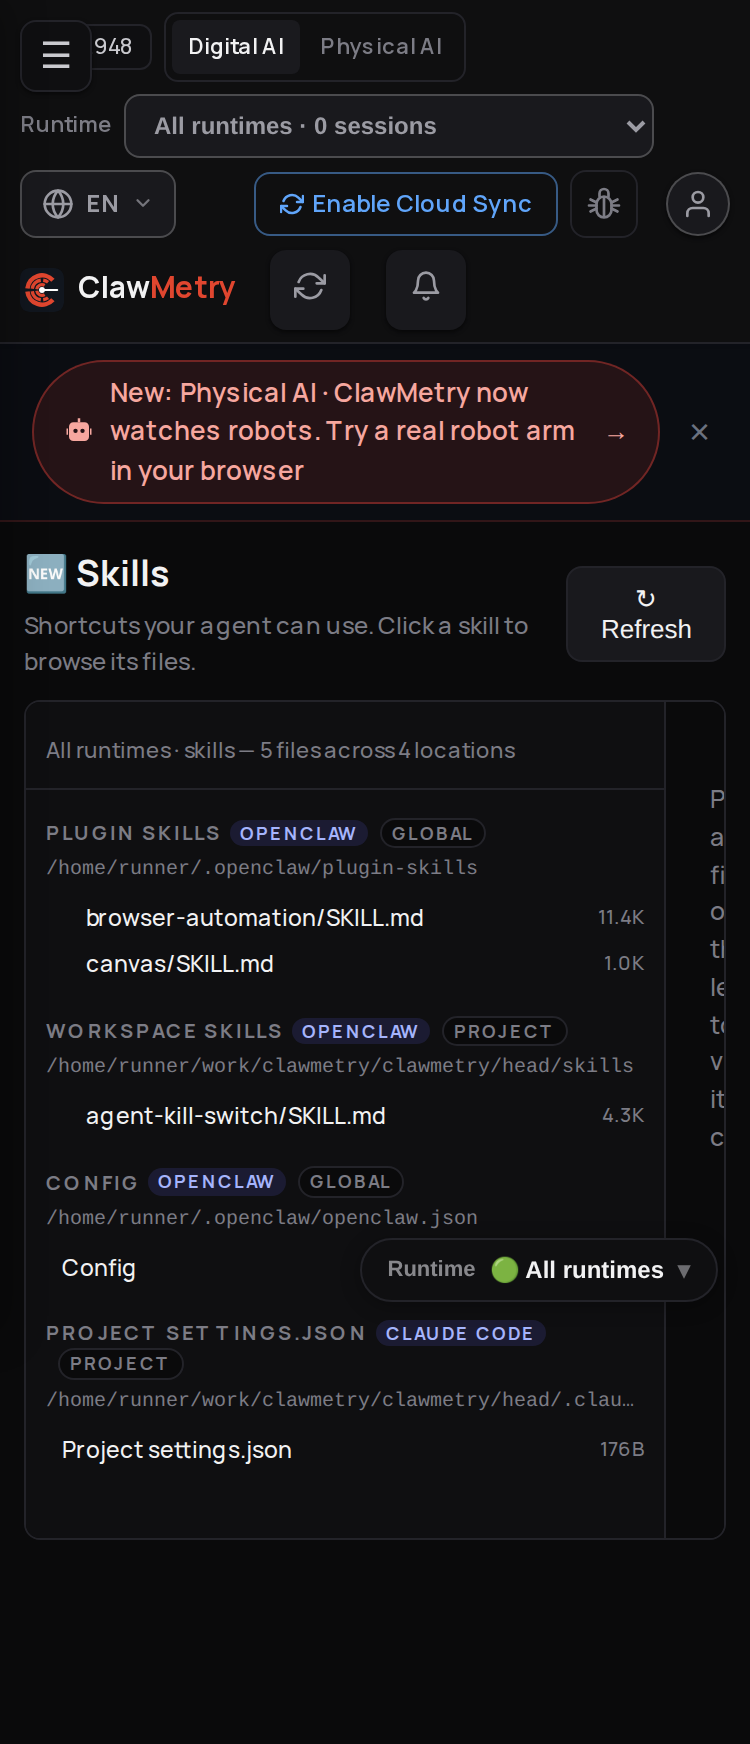 ☰
948
Digital AI
Physical AI
Runtime
All runtimes · 0 sessions
EN
Enable Cloud Sync
ClawMetry
New: Physical AI · ClawMetry now
watches robots. Try a real robot arm
in your browser
→
×
🆕 Skills
Shortcuts your agent can use. Click a skill to
browse its files.
↻
Refresh
All runtimes · skills — 5 files across 4 locations
PLUGIN SKILLS OPENCLAW GLOBAL
/home/runner/.openclaw/plugin-skills
browser-automation/SKILL.md 11.4K
canvas/SKILL.md 1.0K
WORKSPACE SKILLS OPENCLAW PROJECT
/home/runner/work/clawmetry/clawmetry/head/skills
agent-kill-switch/SKILL.md 4.3K
CONFIG OPENCLAW GLOBAL
/home/runner/.openclaw/openclaw.json
Config
Runtime 🟢 All runtimes ▾
PROJECT SETTINGS.JSON CLAUDE CODE
PROJECT
/home/runner/work/clawmetry/clawmetry/head/.clau…
Project settings.json 176B